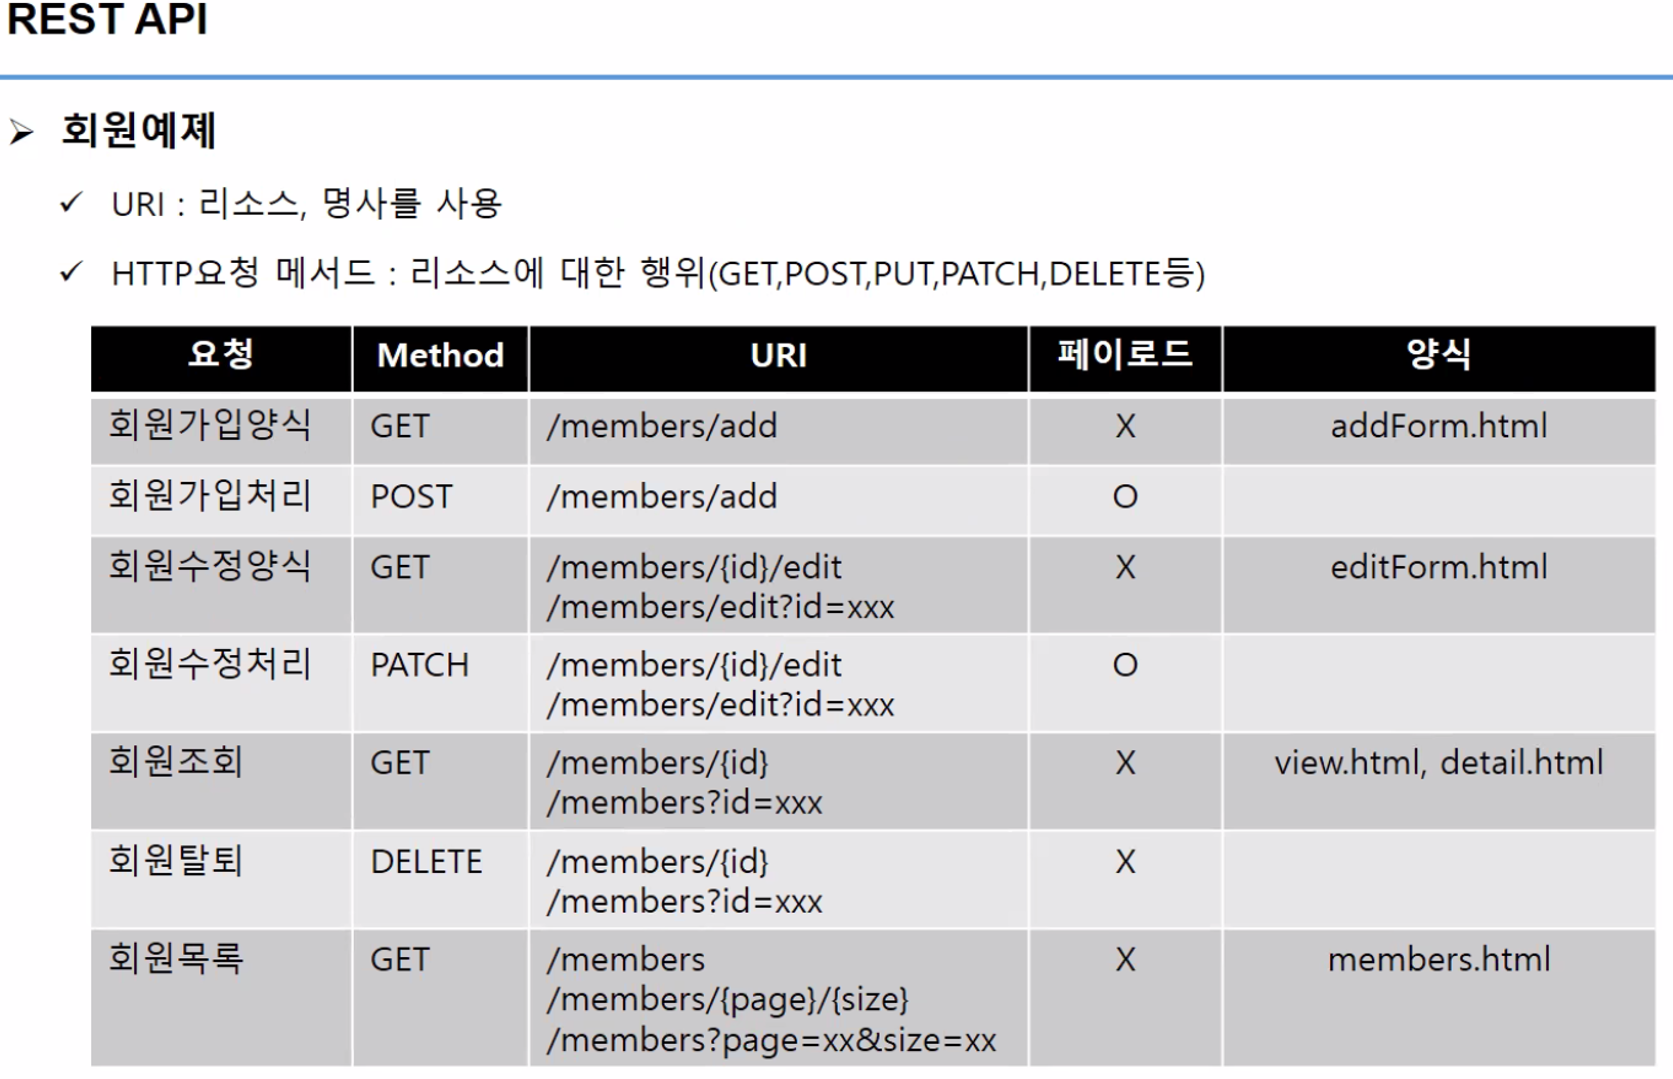 REST API
➢ 회원예졔
✓ URI : 리소스, 명사를 사용
✓ HTTP요청 메서드 : 리소스에 대한 행위(GET,POST,PUT,PATCH,DELETE등)
요청 Method URI 페이로드 양식
회원가입양식 GET /members/add X addForm.html
회원가입처리 POST /members/add O
회원수정양식 GET /members/{id}/edit X editForm.html
/members/edit?id=xxx
회원수정처리 PATCH /members/{id}/edit O
/members/edit?id=xxx
회원조회 GET /members/{id} X view.html, detail.html
/members?id=xxx
회원탈퇴 DELETE /members/{id} X
/members?id=xxx
회원목록 GET /members X members.html
/members/{page}/{size}
/members?page=xx&size=xx